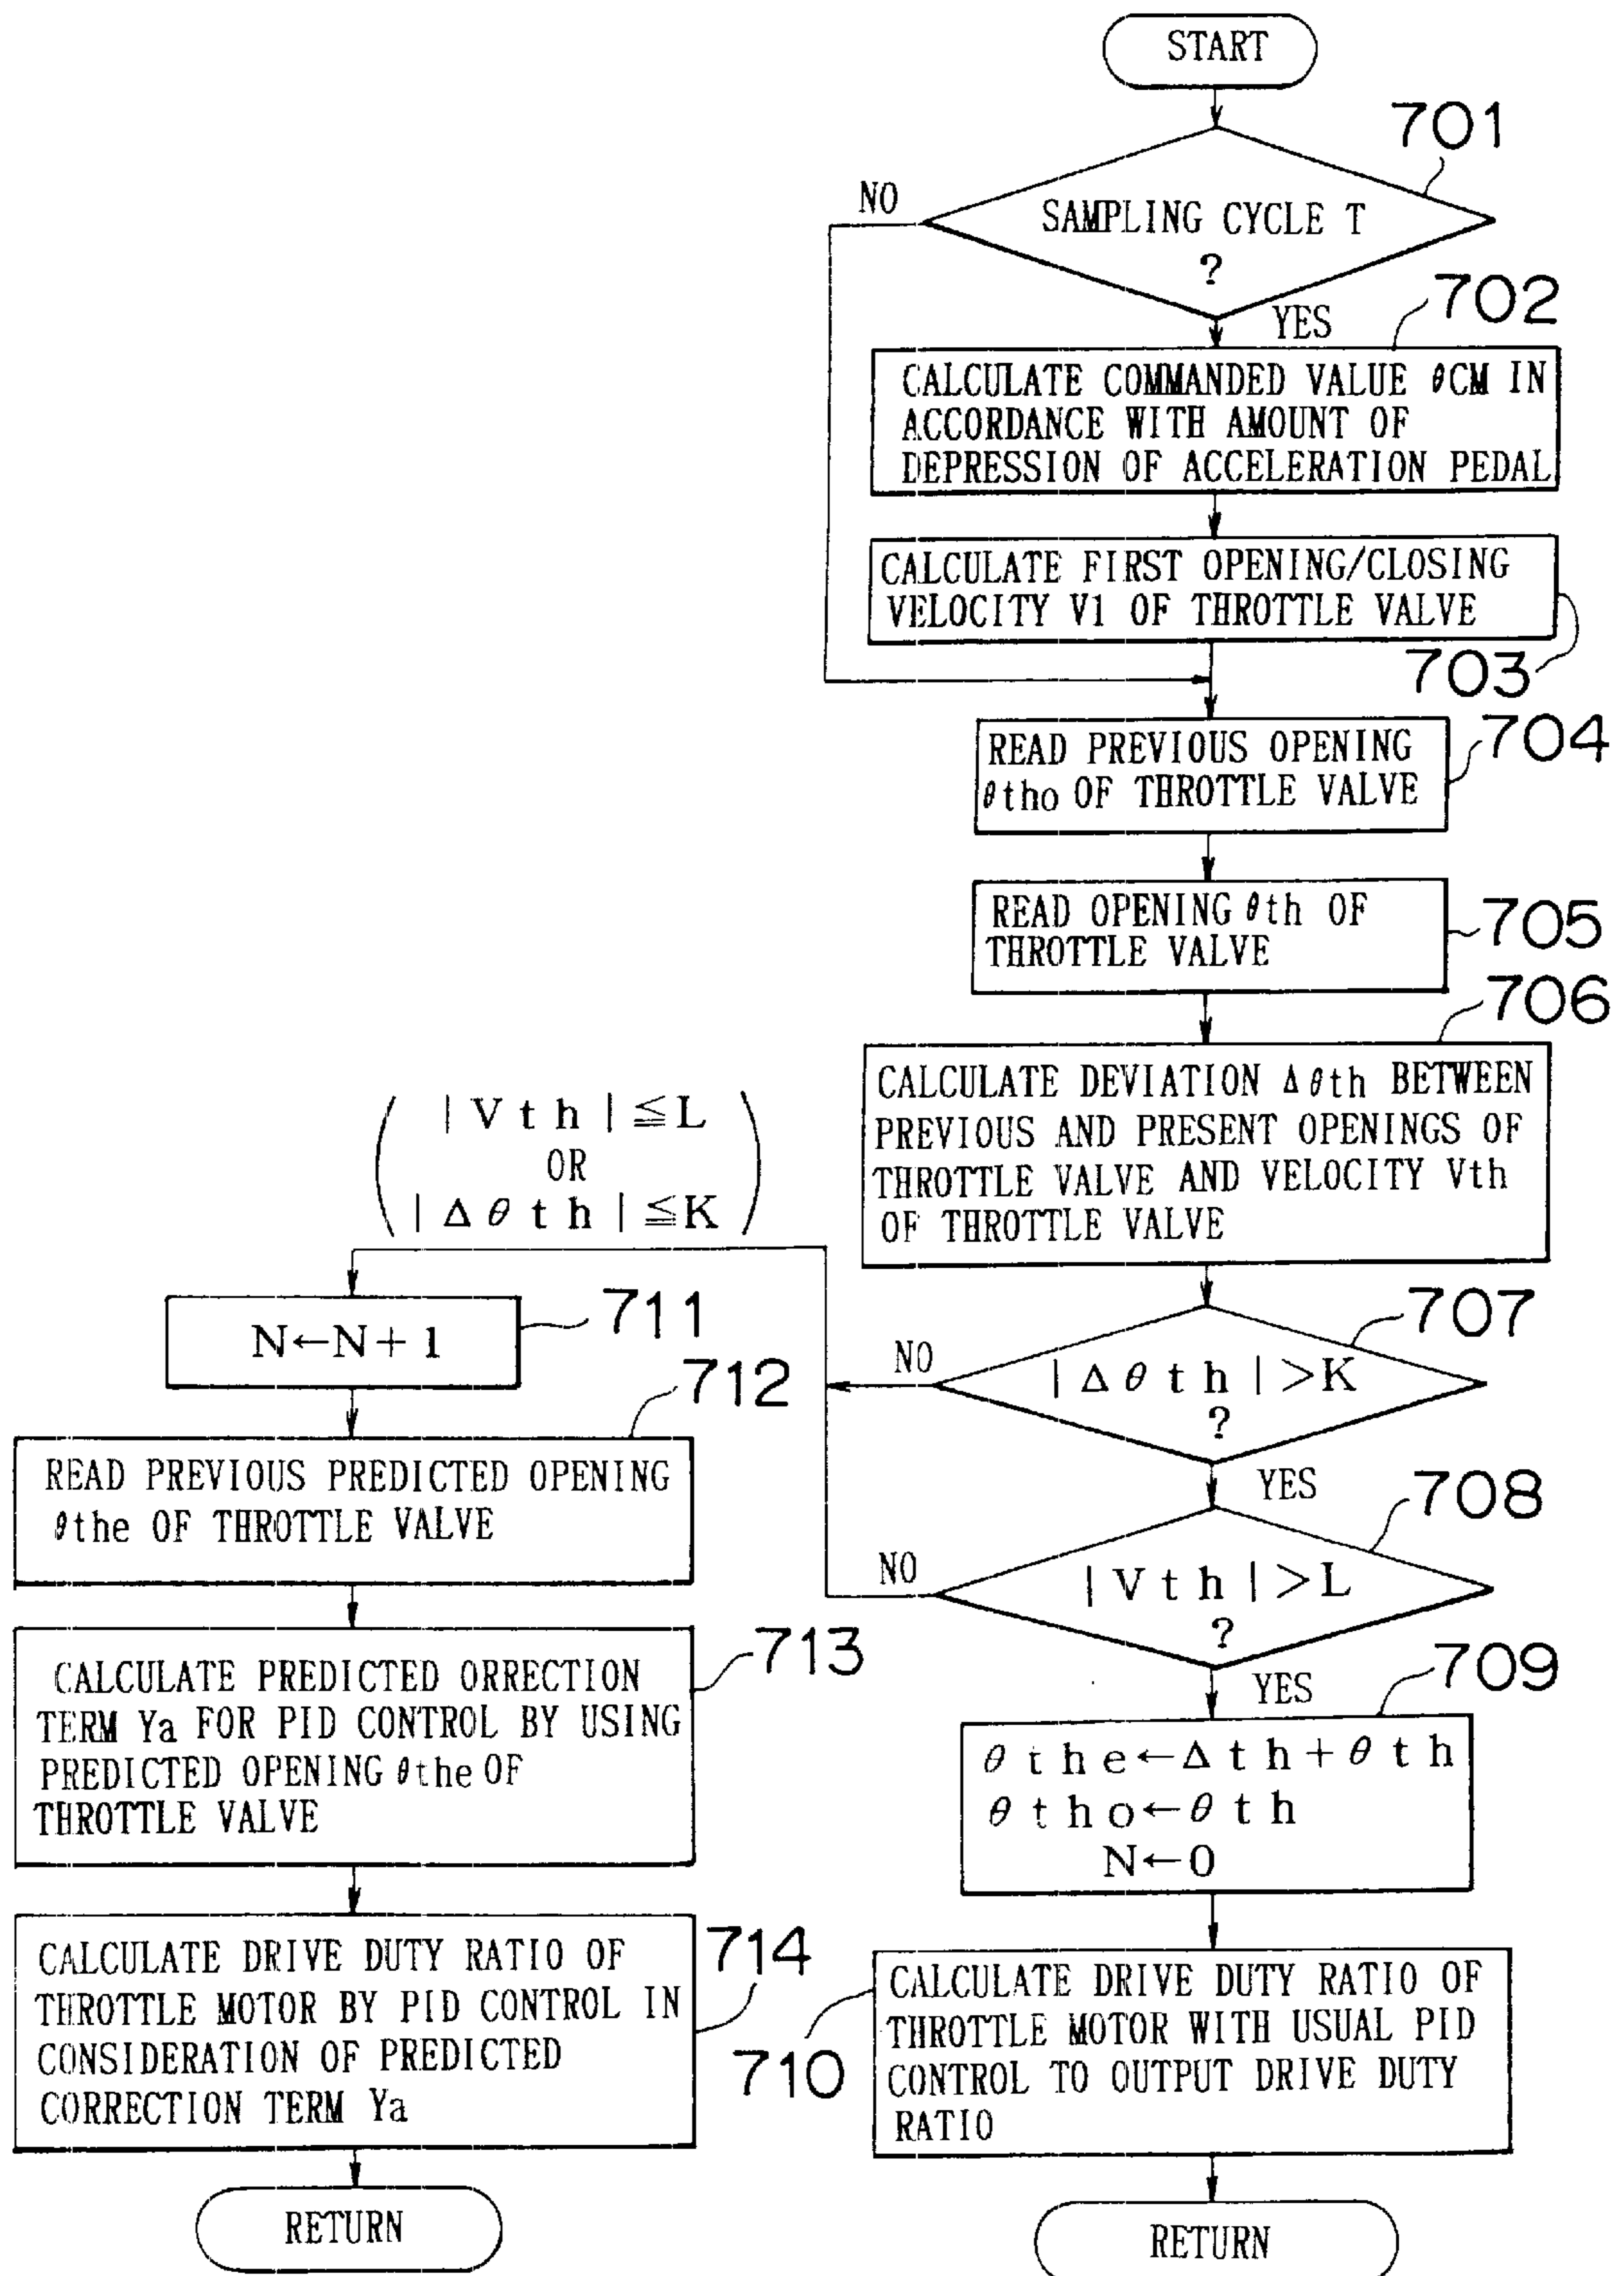 START
701
NO
SAMPLING CYCLE T
?
YES
702
CALCULATE COMMANDED VALUE θCM IN
ACCORDANCE WITH AMOUNT OF
DEPRESSION OF ACCELERATION PEDAL
CALCULATE FIRST OPENING/CLOSING
VELOCITY V1 OF THROTTLE VALVE
703
READ PREVIOUS OPENING
θtho OF THROTTLE VALVE
704
READ OPENING θth OF
THROTTLE VALVE
705
706
CALCULATE DEVIATION Δθth BETWEEN
PREVIOUS AND PRESENT OPENINGS OF
THROTTLE VALVE AND VELOCITY Vth
OF THROTTLE VALVE
|Vth|≦L
OR
|Δθth|≦K
707
NO
|Δθth|>K
?
YES
708
NO
|Vth|>L
?
YES
709
θthe←Δth+θth
θtho←θth
N←0
710
CALCULATE DRIVE DUTY RATIO OF
THROTTLE MOTOR WITH USUAL PID
CONTROL TO OUTPUT DRIVE DUTY
RATIO
RETURN
711
N←N+1
712
READ PREVIOUS PREDICTED OPENING
θthe OF THROTTLE VALVE
713
CALCULATE PREDICTED ORRECTION
TERM Ya FOR PID CONTROL BY USING
PREDICTED OPENING θthe OF
THROTTLE VALVE
714
CALCULATE DRIVE DUTY RATIO OF
THROTTLE MOTOR BY PID CONTROL IN
CONSIDERATION OF PREDICTED
CORRECTION TERM Ya
RETURN